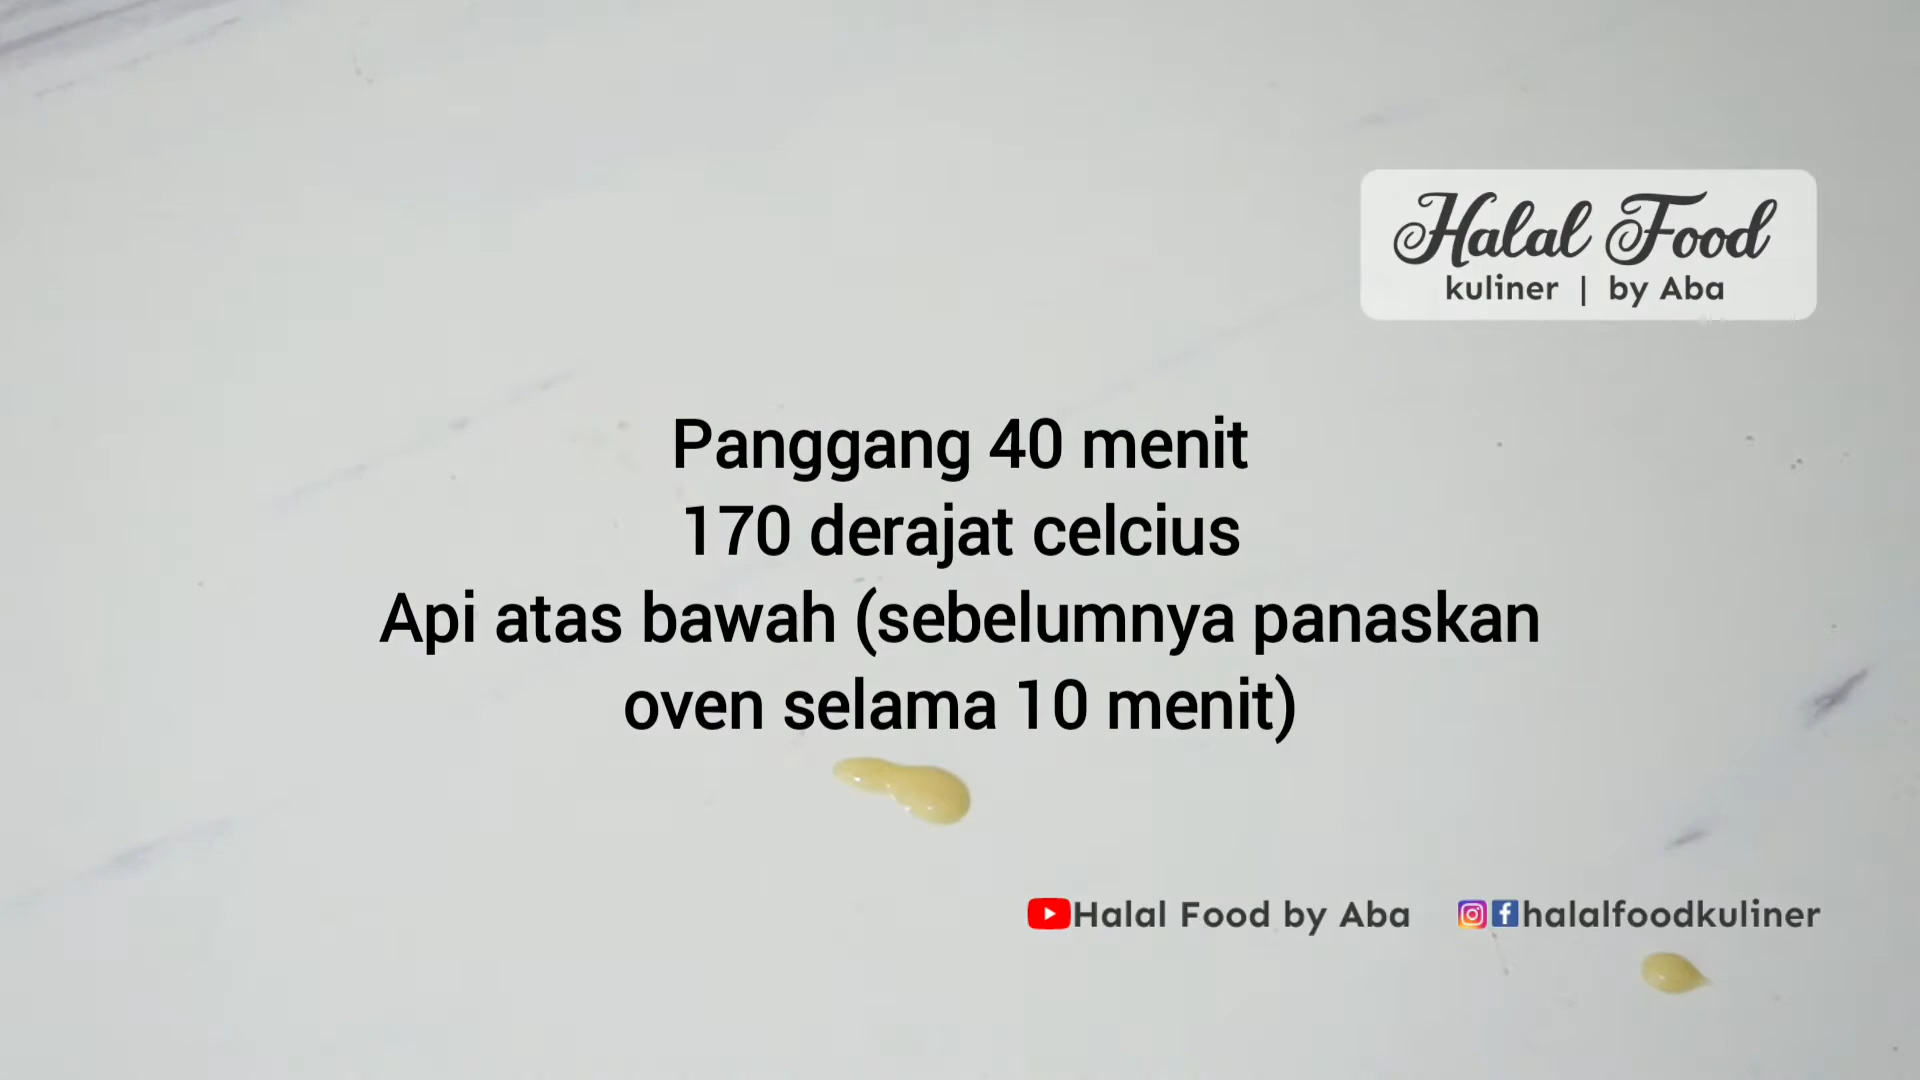 Halal Food
kuliner | by Aba
Panggang 40 menit
170 derajat celcius
Api atas bawah (sebelumnya panaskan
oven selama 10 menit)
Halal Food by Aba
halalfoodkuliner